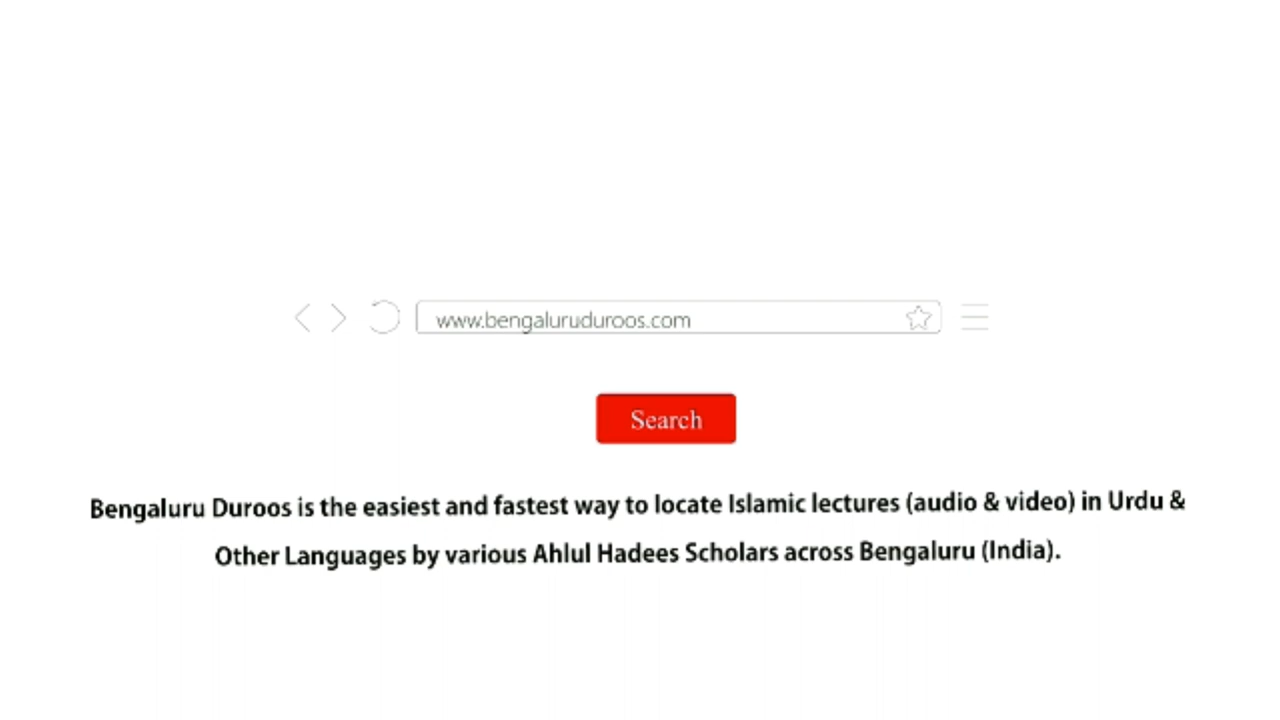 www.bengaluruduroos.com
Search
Bengaluru Duroos is the easiest and fastest way to locate Islamic lectures (audio & video) in Urdu &
Other Languages by various Ahlul Hadees Scholars across Bengaluru (India).